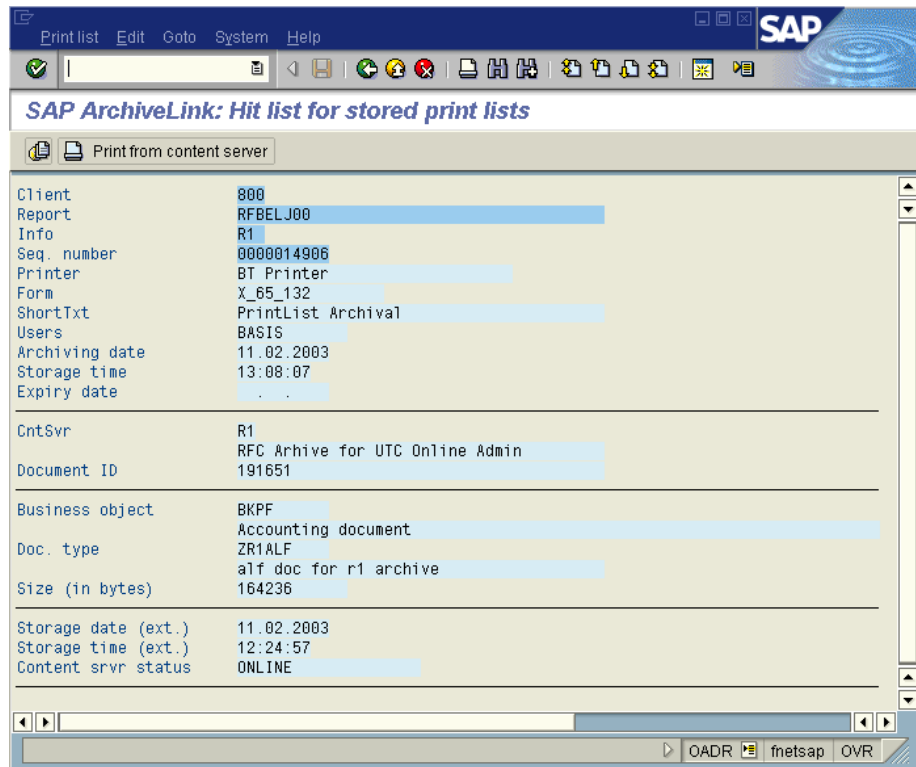 Print list Edit Goto System Help
SAP
SAP ArchiveLink: Hit list for stored print lists
Print from content server
Client 800
Report RFBELJ00
Info R1
Seq. number 0000014906
Printer BT Printer
Form X_65_132
ShortTxt PrintList Archival
Users BASIS
Archiving date 11.02.2003
Storage time 13:08:07
Expiry date . .
CntSvr R1
RFC Arhive for UTC Online Admin
Document ID 191651
Business object BKPF
Accounting document
Doc. type ZR1ALF
alf doc for r1 archive
Size (in bytes) 164236
Storage date (ext.) 11.02.2003
Storage time (ext.) 12:24:57
Content srvr status ONLINE
OADR fnetsap OVR